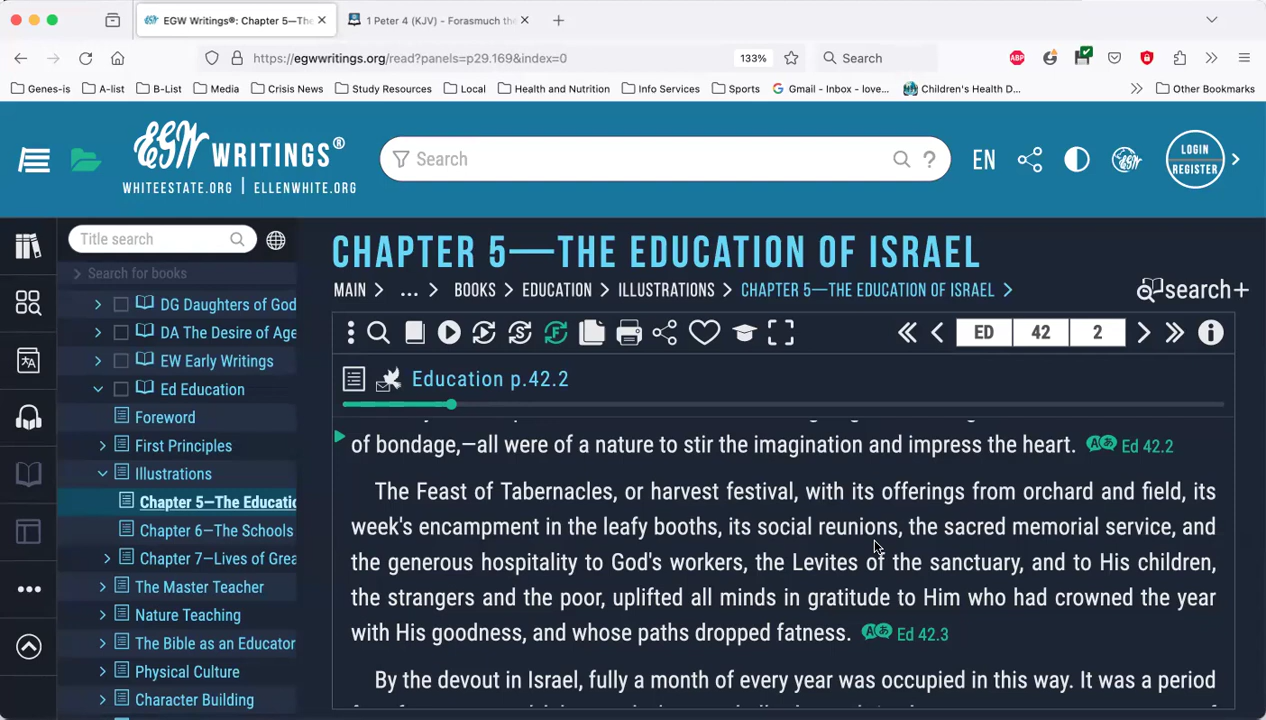 EGW Writings®: Chapter 5—The
1 Peter 4 (KJV) - Forasmuch the
https://egwwritings.org/read?panels=p29.169&index=0
133%
Search
Genes-is
A-list
B-List
Media
Crisis News
Study Resources
Local
Health and Nutrition
Info Services
Sports
Gmail - Inbox - love...
Children's Health D...
Other Bookmarks
EGW WRITINGS®
WHITEESTATE.ORG | ELLENWHITE.ORG
Search
EN
LOGIN
REGISTER
Title search
Search for books
DG Daughters of God
DA The Desire of Age
EW Early Writings
Ed Education
Foreword
First Principles
Illustrations
Chapter 5—The Educatio
Chapter 6—The Schools
Chapter 7—Lives of Grea
The Master Teacher
Nature Teaching
The Bible as an Educator
Physical Culture
Character Building
CHAPTER 5—THE EDUCATION OF ISRAEL
MAIN > ... > BOOKS > EDUCATION > ILLUSTRATIONS > CHAPTER 5—THE EDUCATION OF ISRAEL >
search+
ED 42 2
Education p.42.2
of bondage,—all were of a nature to stir the imagination and impress the heart. Ed 42.2
The Feast of Tabernacles, or harvest festival, with its offerings from orchard and field, its
week's encampment in the leafy booths, its social reunions, the sacred memorial service, and
the generous hospitality to God's workers, the Levites of the sanctuary, and to His children,
the strangers and the poor, uplifted all minds in gratitude to Him who had crowned the year
with His goodness, and whose paths dropped fatness. Ed 42.3
By the devout in Israel, fully a month of every year was occupied in this way. It was a period